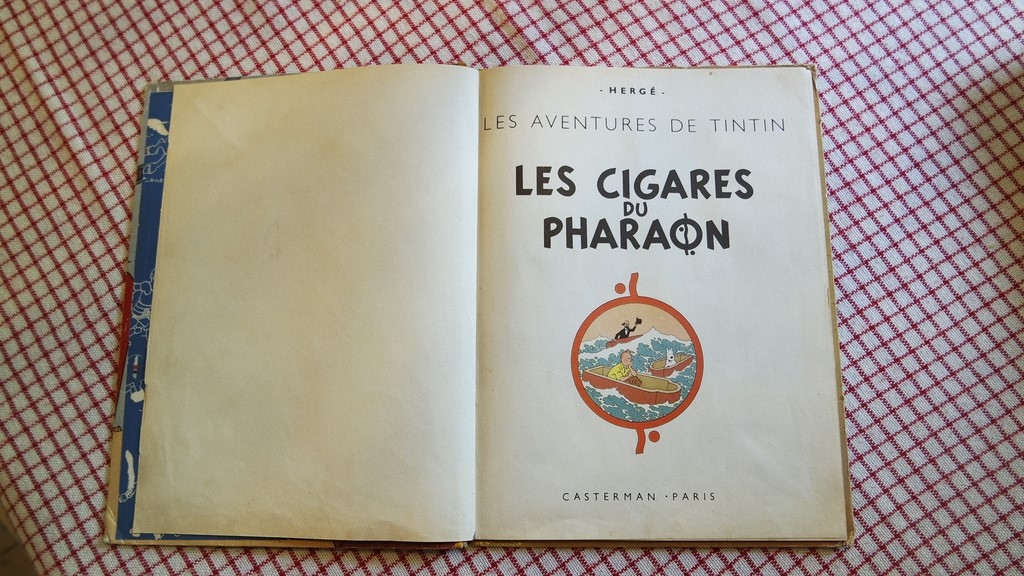 - HERGÉ -
LES AVENTURES DE TINTIN
LES CIGARES
DU
PHARAON
CASTERMAN · PARIS